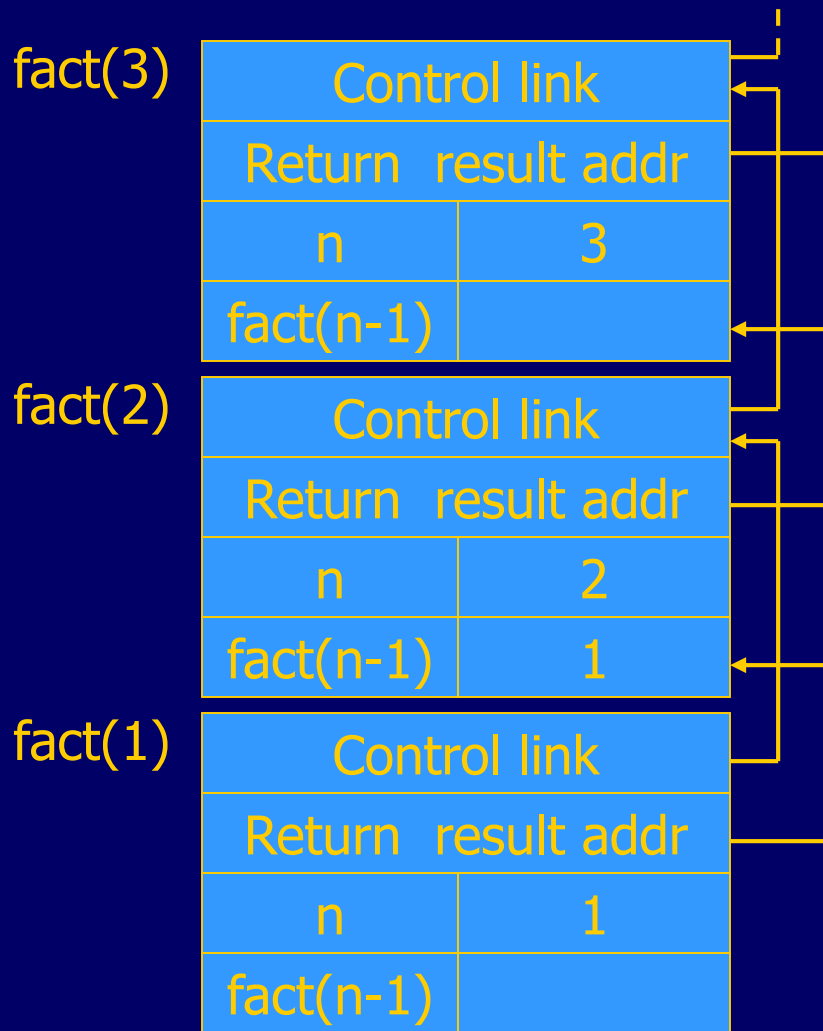 fact(3)
Control link
Return result addr
n 3
fact(n-1)
fact(2)
Control link
Return result addr
n 2
fact(n-1) 1
fact(1)
Control link
Return result addr
n 1
fact(n-1)